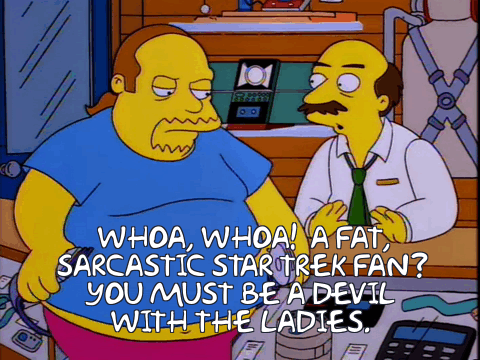 WHOA, WHOA! A FAT,
SARCASTIC STAR TREK FAN?
YOU MUST BE A DEVIL
WITH THE LADIES.